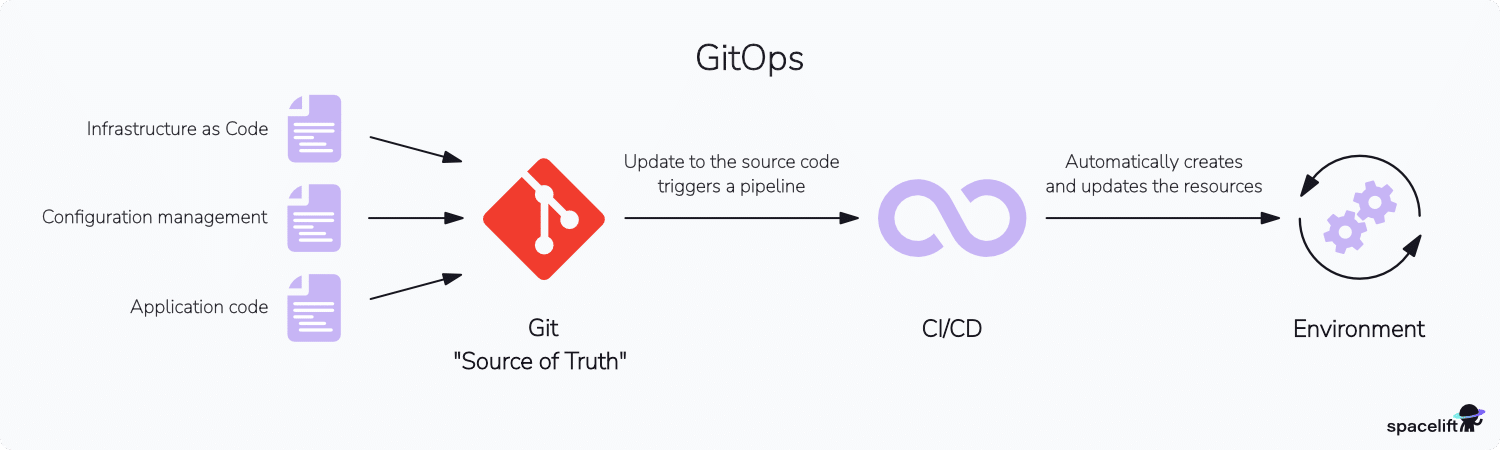 GitOps
Infrastructure as Code
Configuration management
Application code
Update to the source code
triggers a pipeline
Automatically creates
and updates the resources
Git
"Source of Truth"
CI/CD
Environment
spacelift